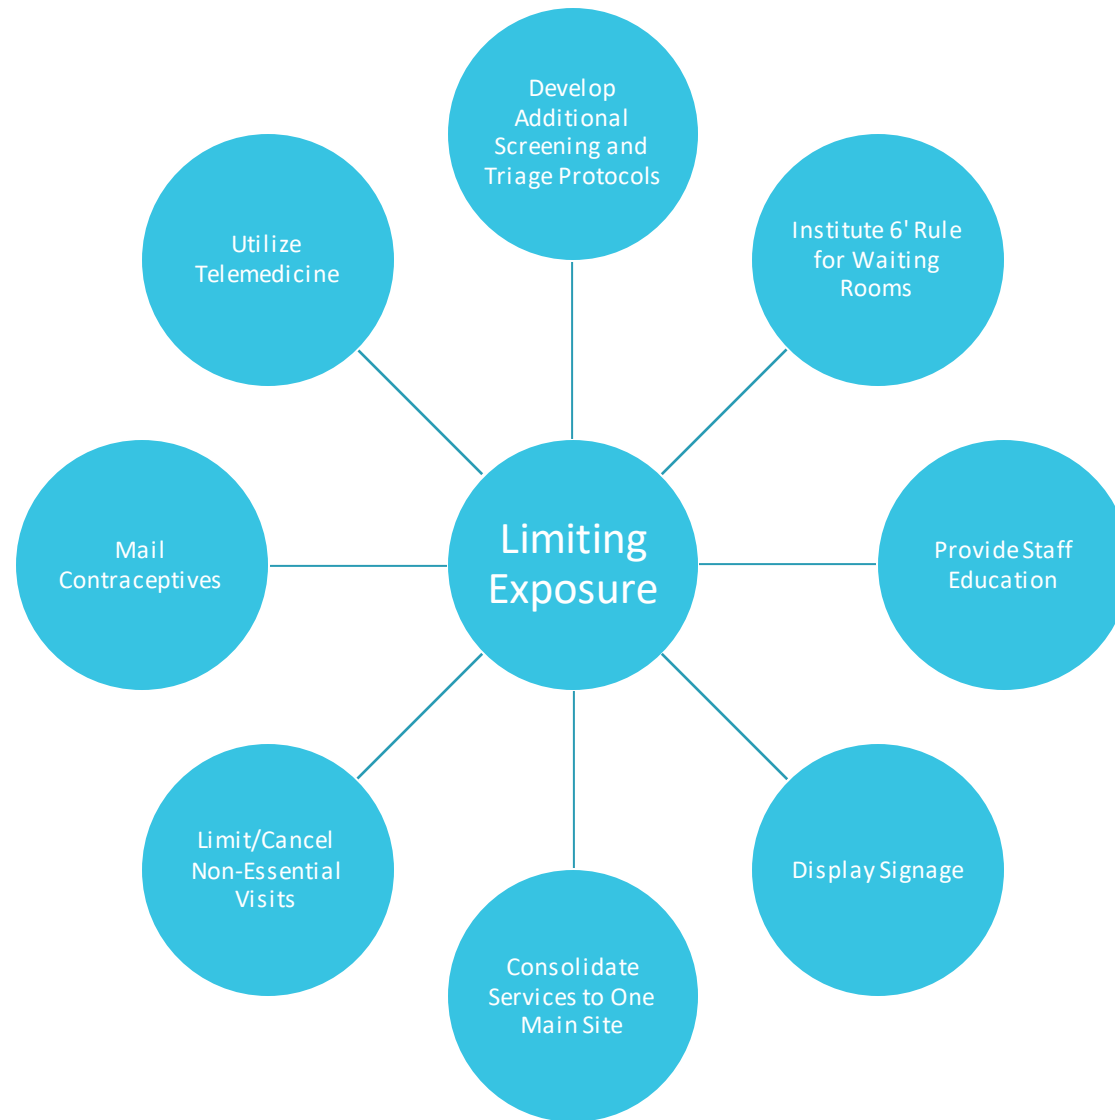 Develop
Additional
Screening and
Triage Protocols
Institute 6' Rule
for Waiting
Rooms
Provide Staff
Education
Display Signage
Consolidate
Services to One
Main Site
Limit/Cancel
Non-Essential
Visits
Mail
Contraceptives
Utilize
Telemedicine
Limiting
Exposure